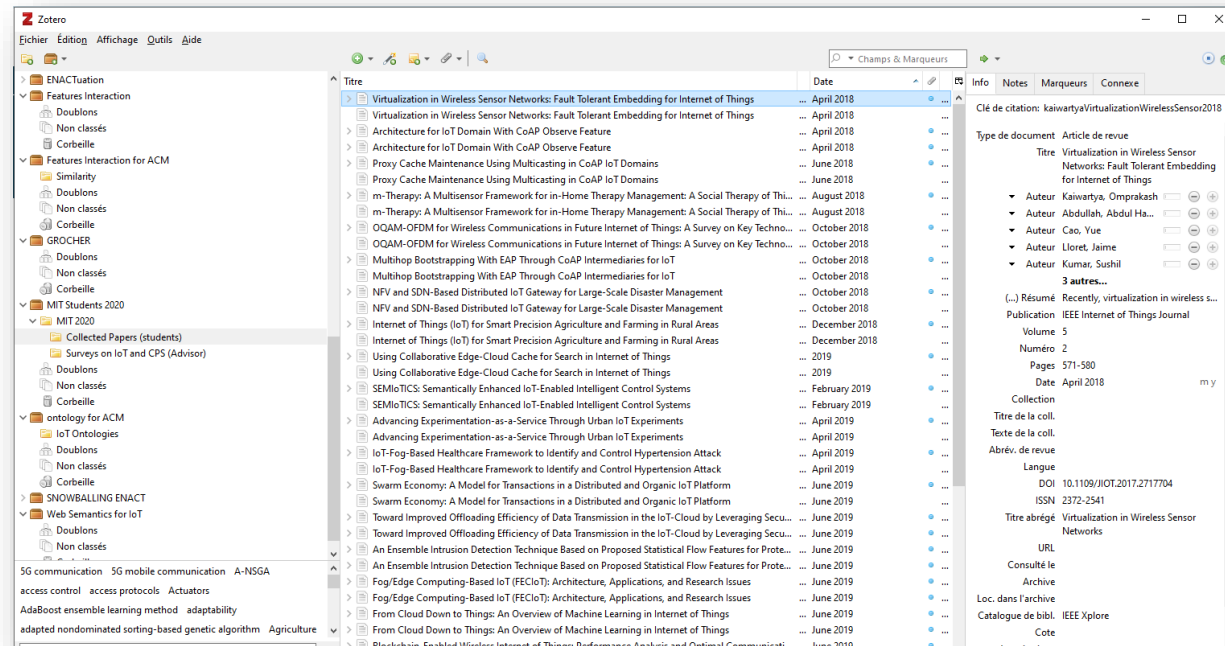 Zotero
Fichier Édition Affichage Outils Aide
Champs & Marqueurs
ENACTuation
Features Interaction
Doublons
Non classés
Corbeille
Features Interaction for ACM
Similarity
Doublons
Non classés
Corbeille
GROCHER
Doublons
Non classés
Corbeille
MIT Students 2020
MIT 2020
Collected Papers (students)
Surveys on IoT and CPS (Advisor)
Doublons
Non classés
Corbeille
ontology for ACM
IoT Ontologies
Doublons
Non classés
Corbeille
SNOWBALLING ENACT
Web Semantics for IoT
Doublons
Non classés
5G communication 5G mobile communication A-NSGA
access control access protocols Actuators
AdaBoost ensemble learning method adaptability
adapted nondominated sorting-based genetic algorithm Agriculture
Titre Date
Virtualization in Wireless Sensor Networks: Fault Tolerant Embedding for Internet of Things ... April 2018 ...
Virtualization in Wireless Sensor Networks: Fault Tolerant Embedding for Internet of Things ... April 2018 ...
Architecture for IoT Domain With CoAP Observe Feature ... April 2018 ...
Architecture for IoT Domain With CoAP Observe Feature ... April 2018 ...
Proxy Cache Maintenance Using Multicasting in CoAP IoT Domains ... June 2018 ...
Proxy Cache Maintenance Using Multicasting in CoAP IoT Domains ... June 2018 ...
m-Therapy: A Multisensor Framework for in-Home Therapy Management: A Social Therapy of Thi... ... August 2018 ...
m-Therapy: A Multisensor Framework for in-Home Therapy Management: A Social Therapy of Thi... ... August 2018 ...
OQAM-OFDM for Wireless Communications in Future Internet of Things: A Survey on Key Techno... ... October 2018 ...
OQAM-OFDM for Wireless Communications in Future Internet of Things: A Survey on Key Techno... ... October 2018 ...
Multihop Bootstrapping With EAP Through CoAP Intermediaries for IoT ... October 2018 ...
Multihop Bootstrapping With EAP Through CoAP Intermediaries for IoT ... October 2018 ...
NFV and SDN-Based Distributed IoT Gateway for Large-Scale Disaster Management ... October 2018 ...
NFV and SDN-Based Distributed IoT Gateway for Large-Scale Disaster Management ... October 2018 ...
Internet of Things (IoT) for Smart Precision Agriculture and Farming in Rural Areas ... December 2018 ...
Internet of Things (IoT) for Smart Precision Agriculture and Farming in Rural Areas ... December 2018 ...
Using Collaborative Edge-Cloud Cache for Search in Internet of Things ... 2019 ...
Using Collaborative Edge-Cloud Cache for Search in Internet of Things ... 2019 ...
SEMIoTICS: Semantically Enhanced IoT-Enabled Intelligent Control Systems ... February 2019 ...
SEMIoTICS: Semantically Enhanced IoT-Enabled Intelligent Control Systems ... February 2019 ...
Advancing Experimentation-as-a-Service Through Urban IoT Experiments ... April 2019 ...
Advancing Experimentation-as-a-Service Through Urban IoT Experiments ... April 2019 ...
IoT-Fog-Based Healthcare Framework to Identify and Control Hypertension Attack ... April 2019 ...
IoT-Fog-Based Healthcare Framework to Identify and Control Hypertension Attack ... April 2019 ...
Swarm Economy: A Model for Transactions in a Distributed and Organic IoT Platform ... June 2019 ...
Swarm Economy: A Model for Transactions in a Distributed and Organic IoT Platform ... June 2019 ...
Toward Improved Offloading Efficiency of Data Transmission in the IoT-Cloud by Leveraging Secu... ... June 2019 ...
Toward Improved Offloading Efficiency of Data Transmission in the IoT-Cloud by Leveraging Secu... ... June 2019 ...
An Ensemble Intrusion Detection Technique Based on Proposed Statistical Flow Features for Prote... ... June 2019 ...
An Ensemble Intrusion Detection Technique Based on Proposed Statistical Flow Features for Prote... ... June 2019 ...
Fog/Edge Computing-Based IoT (FECIoT): Architecture, Applications, and Research Issues ... June 2019 ...
Fog/Edge Computing-Based IoT (FECIoT): Architecture, Applications, and Research Issues ... June 2019 ...
From Cloud Down to Things: An Overview of Machine Learning in Internet of Things ... June 2019 ...
From Cloud Down to Things: An Overview of Machine Learning in Internet of Things ... June 2019 ...
Info Notes Marqueurs Connexe
Clé de citation: kaiwartyaVirtualizationWirelessSensor2018
Type de document Article de revue
Titre Virtualization in Wireless Sensor
Networks: Fault Tolerant Embedding
for Internet of Things
Auteur Kaiwartya, Omprakash
Auteur Abdullah, Abdul Ha...
Auteur Cao, Yue
Auteur Lloret, Jaime
Auteur Kumar, Sushil
3 autres...
(...) Résumé Recently, virtualization in wireless s...
Publication IEEE Internet of Things Journal
Volume 5
Numéro 2
Pages 571-580
Date April 2018 m y
Collection
Titre de la coll.
Texte de la coll.
Abrév. de revue
Langue
DOI 10.1109/JIOT.2017.2717704
ISSN 2372-2541
Titre abrégé Virtualization in Wireless Sensor
Networks
URL
Consulté le
Archive
Loc. dans l'archive
Catalogue de bibl. IEEE Xplore
Cote